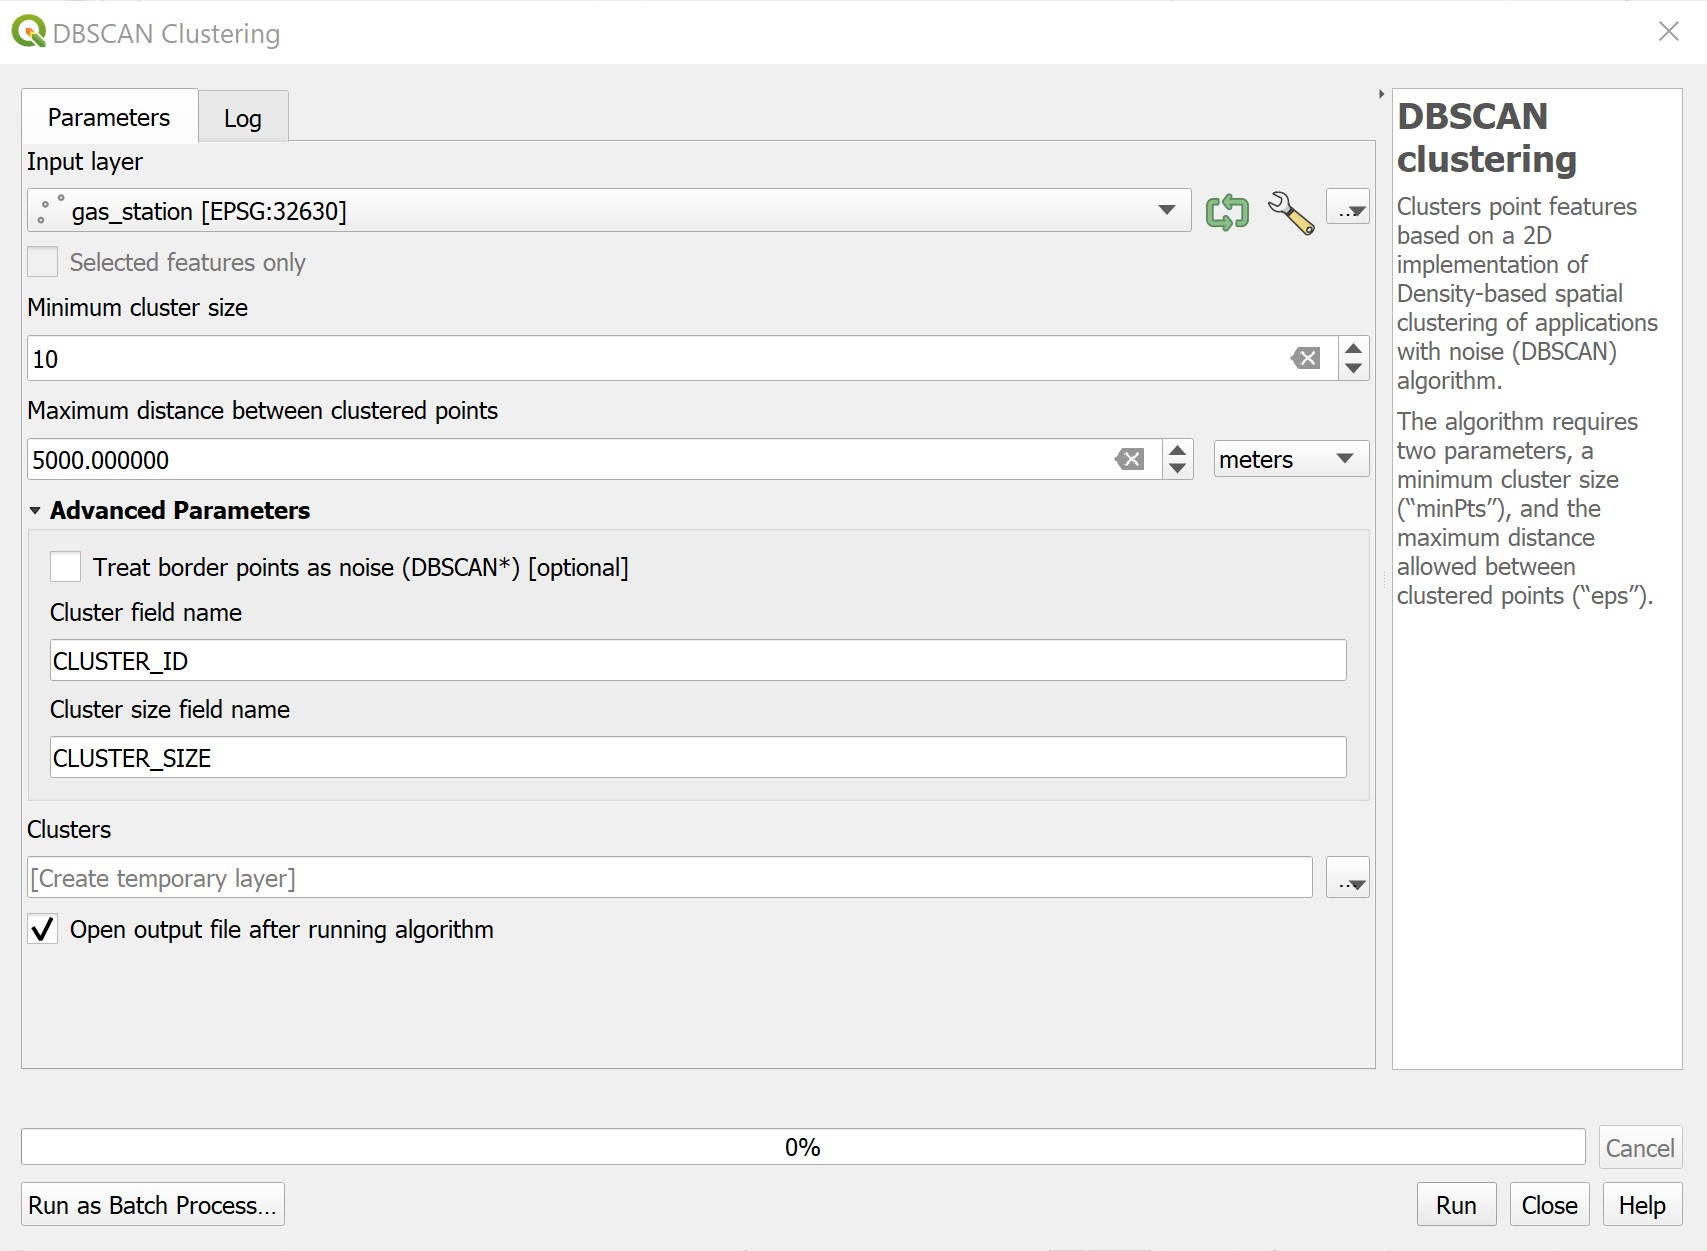 DBSCAN Clustering
Parameters
Log
Input layer
gas_station [EPSG:32630]
...
Selected features only
Minimum cluster size
10
Maximum distance between clustered points
5000.000000
meters
Advanced Parameters
Treat border points as noise (DBSCAN*) [optional]
Cluster field name
CLUSTER_ID
Cluster size field name
CLUSTER_SIZE
Clusters
[Create temporary layer]
...
Open output file after running algorithm
DBSCAN
clustering
Clusters point features
based on a 2D
implementation of
Density-based spatial
clustering of applications
with noise (DBSCAN)
algorithm.
The algorithm requires
two parameters, a
minimum cluster size
(“minPts”), and the
maximum distance
allowed between
clustered points (“eps”).
0%
Cancel
Run as Batch Process...
Run
Close
Help